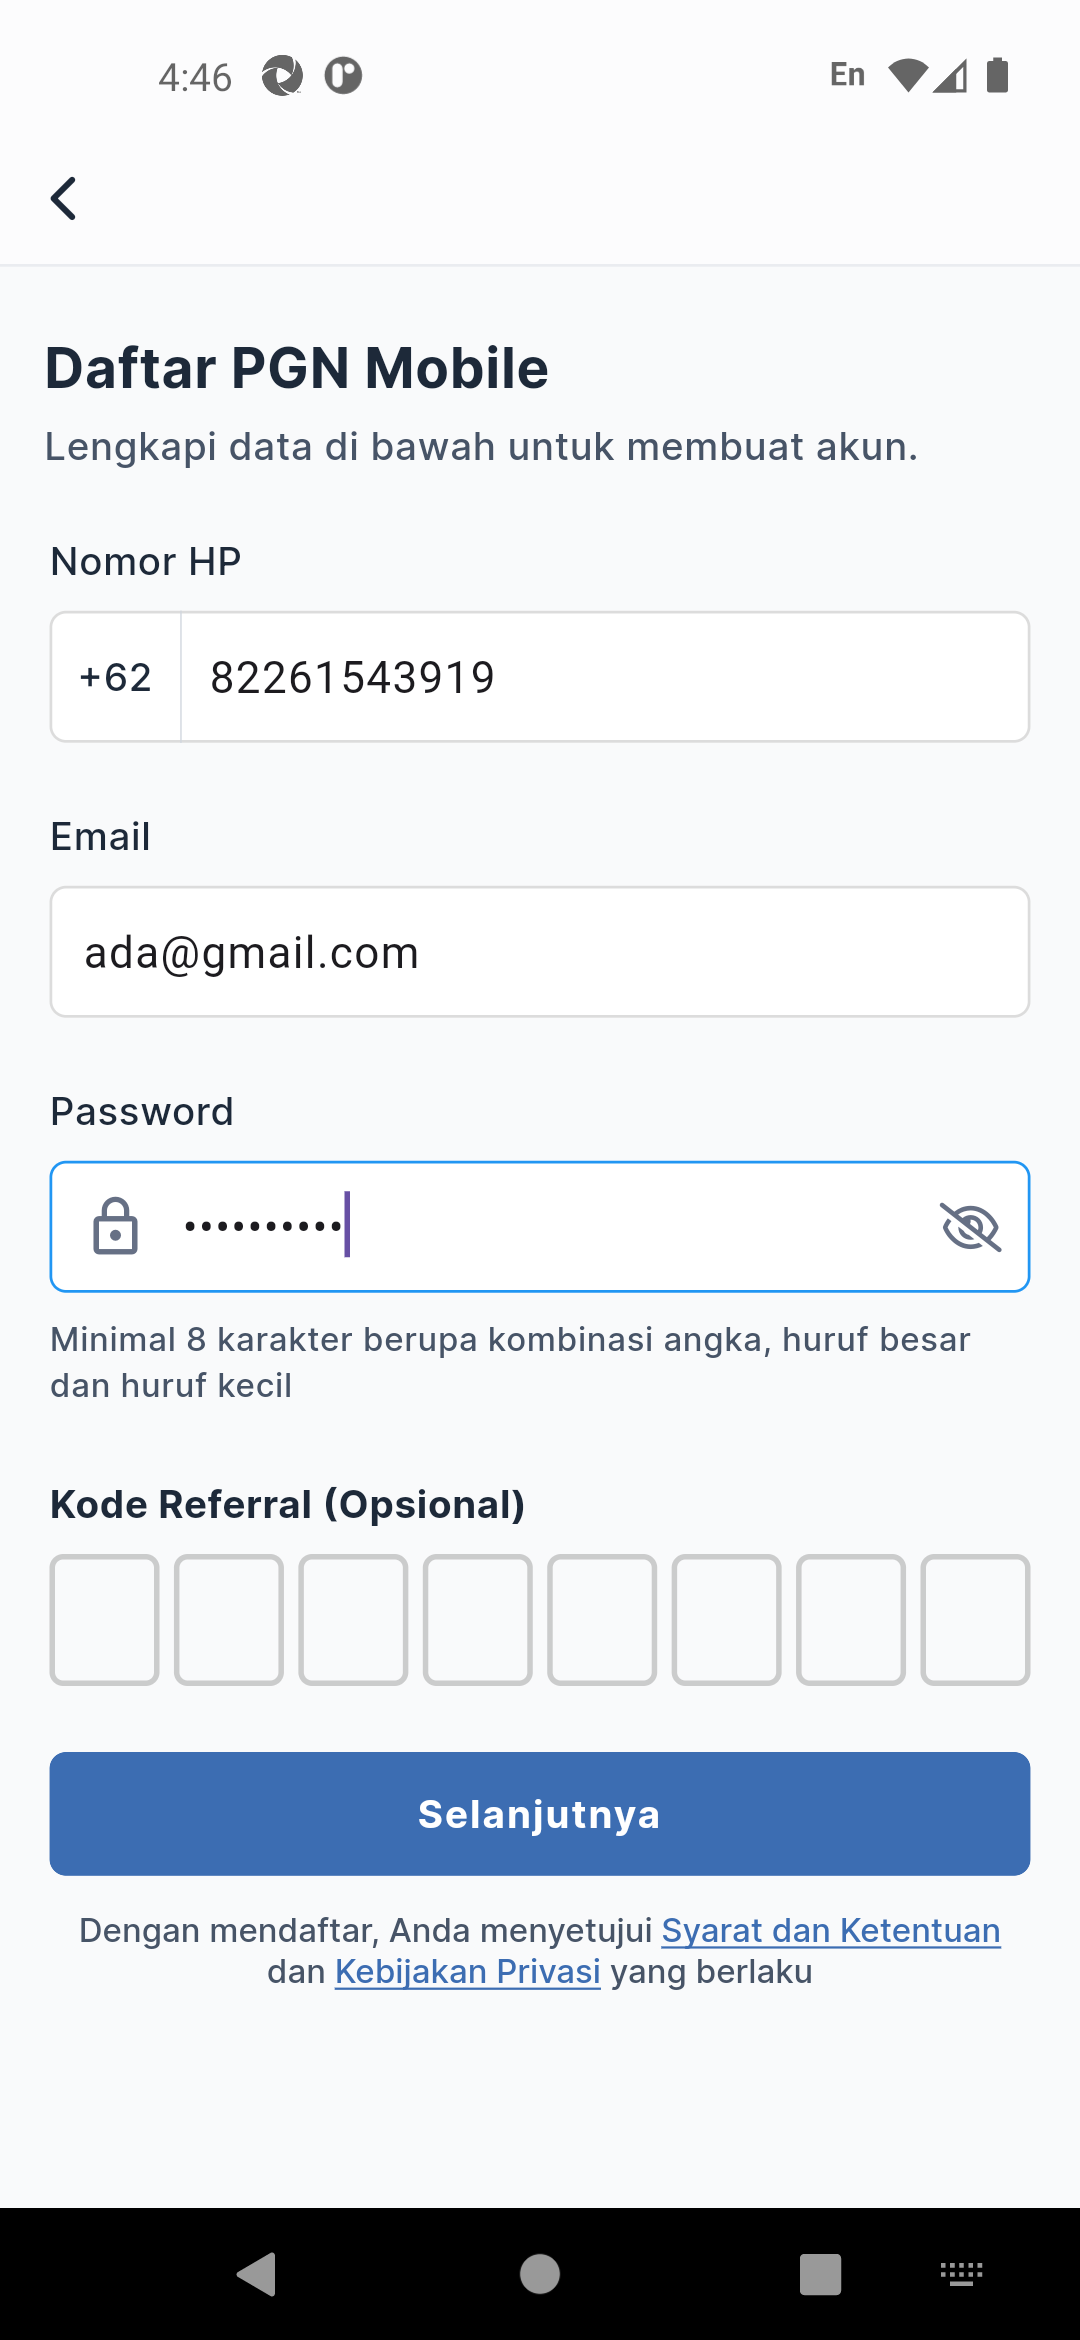 4:46
En
Daftar PGN Mobile
Lengkapi data di bawah untuk membuat akun.
Nomor HP
+62 82261543919
Email
ada@gmail.com
Password
••••••••••
Minimal 8 karakter berupa kombinasi angka, huruf besar
dan huruf kecil
Kode Referral (Opsional)
Selanjutnya
Dengan mendaftar, Anda menyetujui Syarat dan Ketentuan
dan Kebijakan Privasi yang berlaku